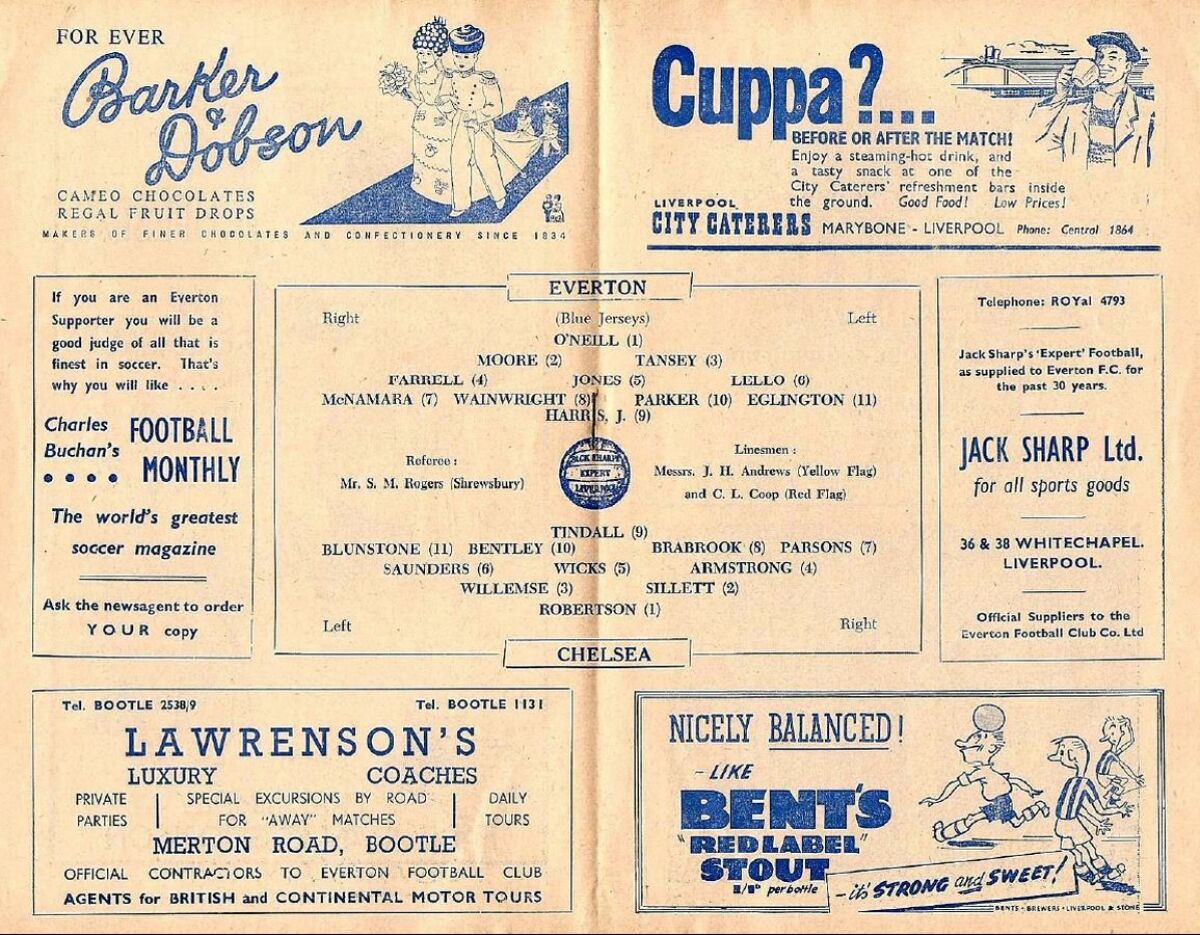 FOR EVER
Barker
& Dobson
CAMEO CHOCOLATES
REGAL FRUIT DROPS
MAKERS OF FINER CHOCOLATES AND CONFECTIONERY SINCE 1834
Cuppa?....
BEFORE OR AFTER THE MATCH!
Enjoy a steaming-hot drink, and
a tasty snack at one of the
City Caterers' refreshment bars inside
the ground. Good Food! Low Prices!
LIVERPOOL
CITY CATERERS MARYBONE - LIVERPOOL Phone: Central 1864
If you are an Everton
Supporter you will be a
good judge of all that is
finest in soccer. That's
why you will like . . . .
Charles Buchan's FOOTBALL
MONTHLY
The world's greatest
soccer magazine
Ask the newsagent to order
YOUR copy
EVERTON
Right (Blue Jerseys) Left
O'NEILL (1)
MOORE (2) TANSEY (3)
FARRELL (4) JONES (5) LELLO (6)
McNAMARA (7) WAINWRIGHT (8) PARKER (10) EGLINGTON (11)
HARRIS, J. (9)
Referee :
Mr. S. M. Rogers (Shrewsbury)
JACK SHARP
EXPERT
LIVERPOOL
Linesmen :
Messrs. J. H. Andrews (Yellow Flag)
and C. L. Coop (Red Flag)
TINDALL (9)
BLUNSTONE (11) BENTLEY (10) BRABROOK (8) PARSONS (7)
SAUNDERS (6) WICKS (5) ARMSTRONG (4)
WILLEMSE (3) SILLETT (2)
ROBERTSON (1)
Left Right
CHELSEA
Telephone: ROYal 4793
Jack Sharp's 'Expert' Football,
as supplied to Everton F.C. for
the past 30 years.
JACK SHARP Ltd.
for all sports goods
36 & 38 WHITECHAPEL.
LIVERPOOL.
Official Suppliers to the
Everton Football Club Co. Ltd
Tel. BOOTLE 2538/9 Tel. BOOTLE 1131
LAWRENSON'S
LUXURY COACHES
PRIVATE PARTIES
SPECIAL EXCURSIONS BY ROAD
FOR "AWAY" MATCHES
DAILY TOURS
MERTON ROAD, BOOTLE
OFFICIAL CONTRACTORS TO EVERTON FOOTBALL CLUB
AGENTS for BRITISH and CONTINENTAL MOTOR TOURS
NICELY BALANCED!
- LIKE
BENT'S
"RED LABEL"
STOUT
per bottle
- it's STRONG and SWEET!
BENTS · BREWERS · LIVERPOOL & STONE